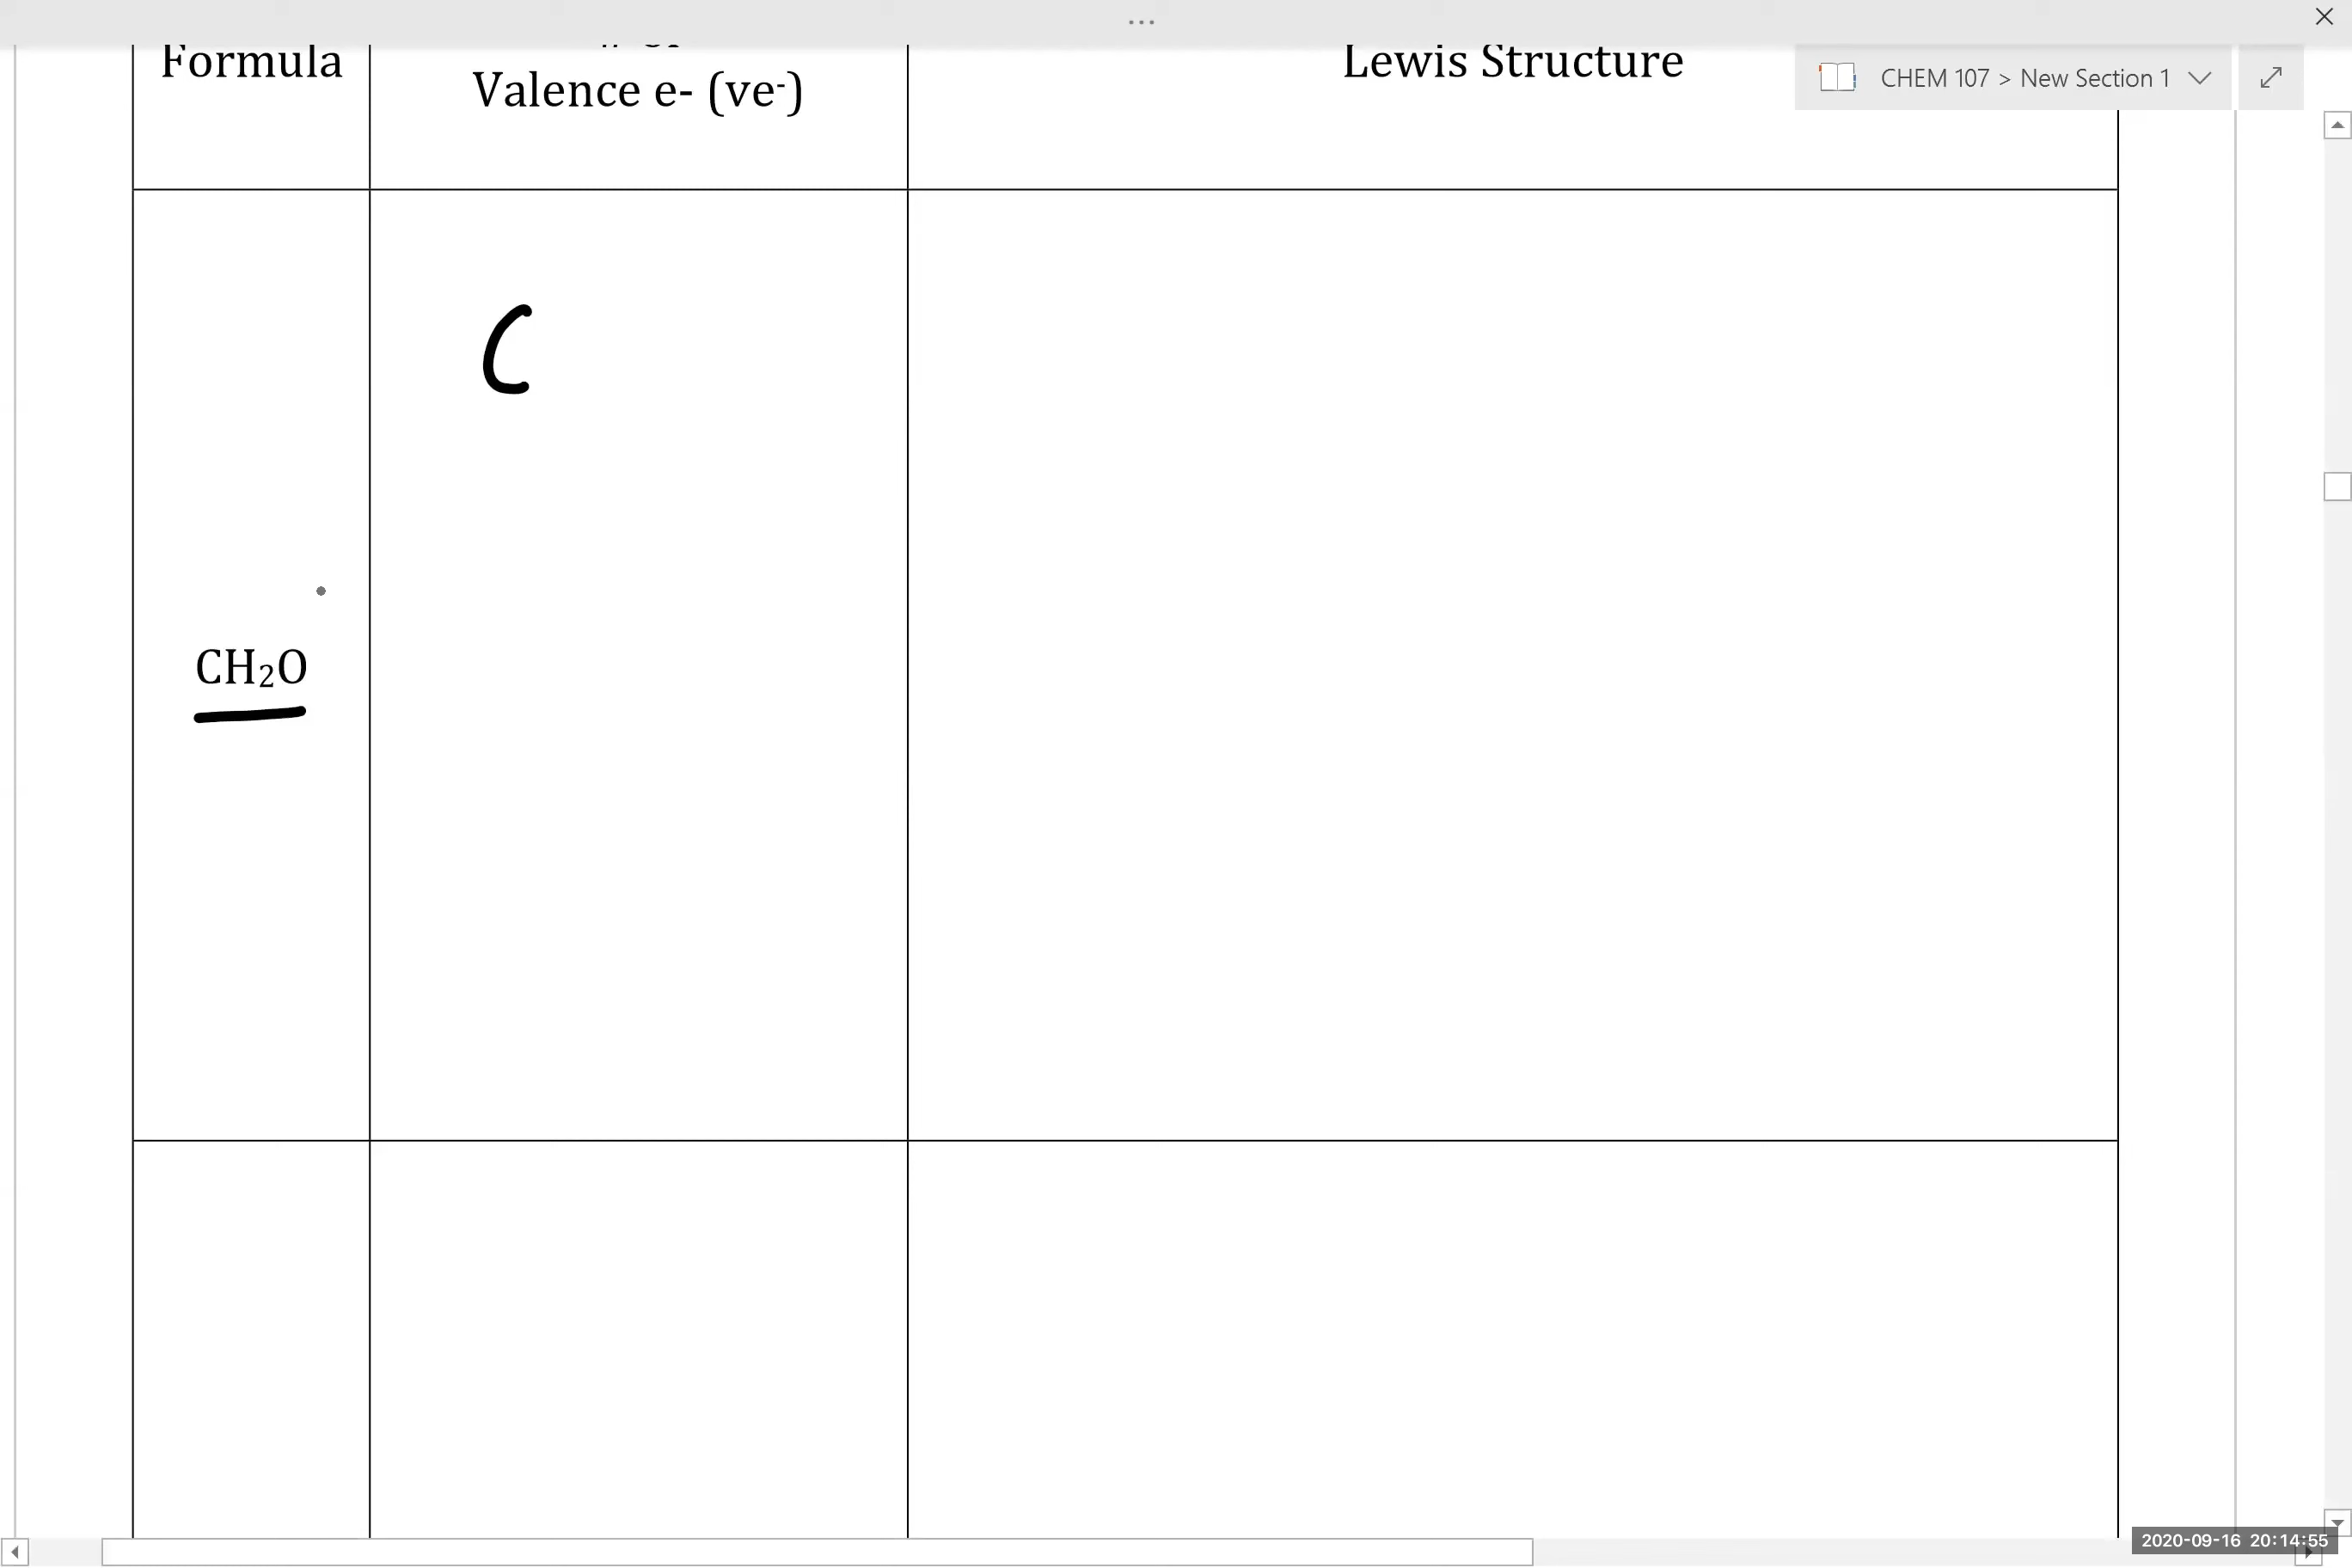 Formula
Valence e- (ve⁻)
Lewis Structure
CHEM 107 > New Section 1
C
CH₂O
2020-09-16 20:14:55